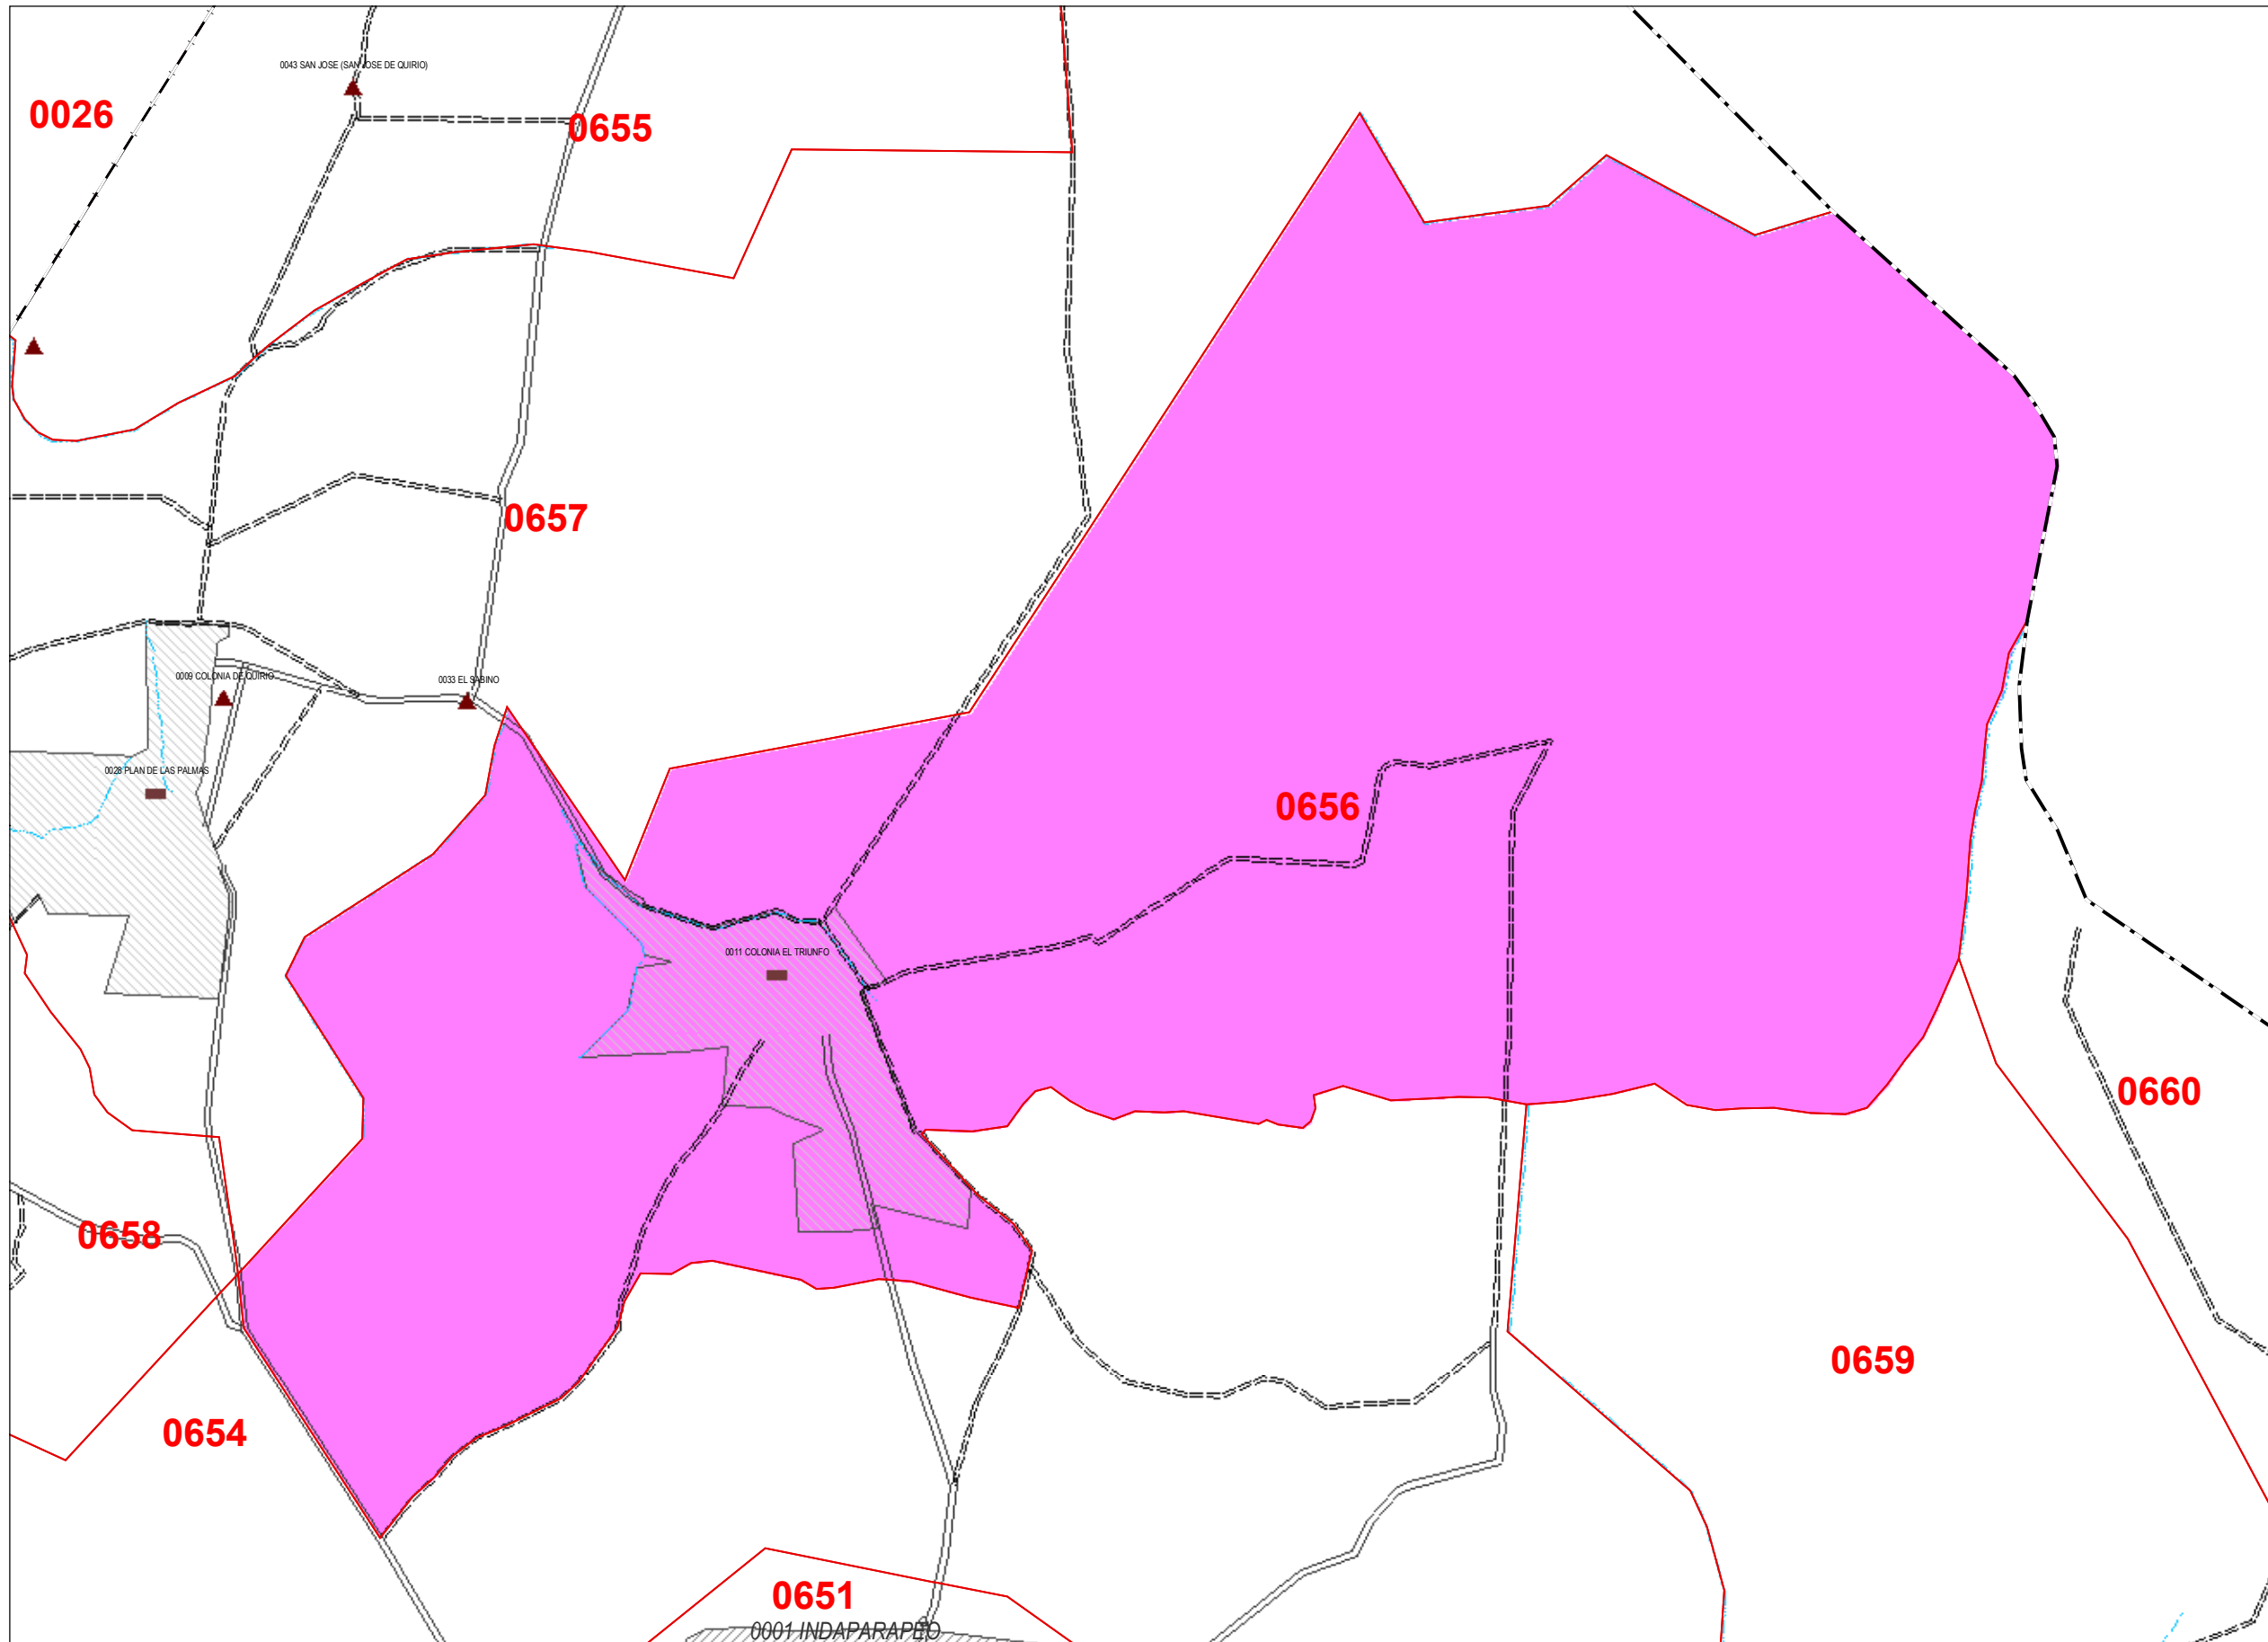 0043 SAN JOSE (SAN JOSE DE QUIRIO)
0026
0655
0657
0009 COLONIA DE QUIRIO
0033 EL SABINO
0028 PLAN DE LAS PALMAS
0656
0011 COLONIA EL TRIUNFO
0660
0658
0659
0654
0651
0001 INDAPARAPEO